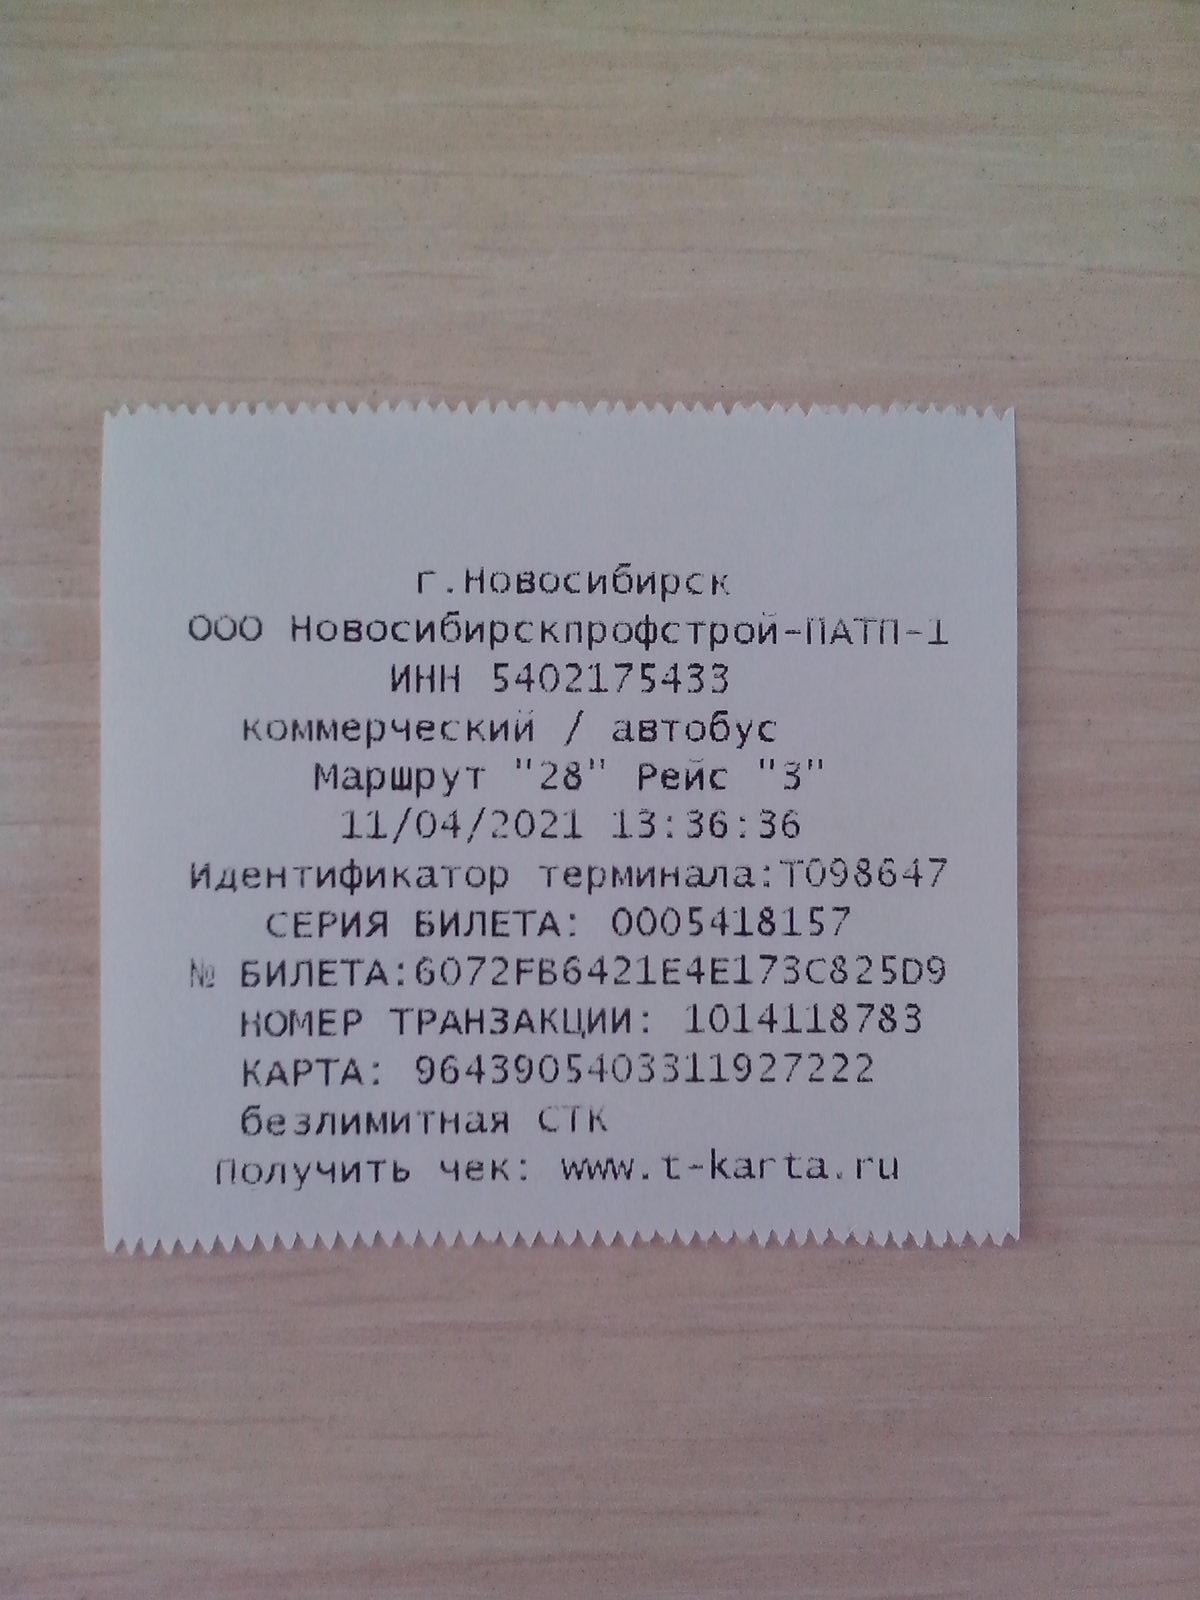 г.Новосибирск
ООО Новосибирскпрофстрой-ПАТП-1
ИНН 5402175433
коммерческий / автобус
Маршрут "28" Рейс "3"
11/04/2021 13:36:36
Идентификатор терминала:T098647
СЕРИЯ БИЛЕТА: 0005418157
№ БИЛЕТА:6072FB6421E4E173C825D9
НОМЕР ТРАНЗАКЦИИ: 1014118783
КАРТА: 9643905403311927222
безлимитная СТК
Получить чек: www.t-karta.ru